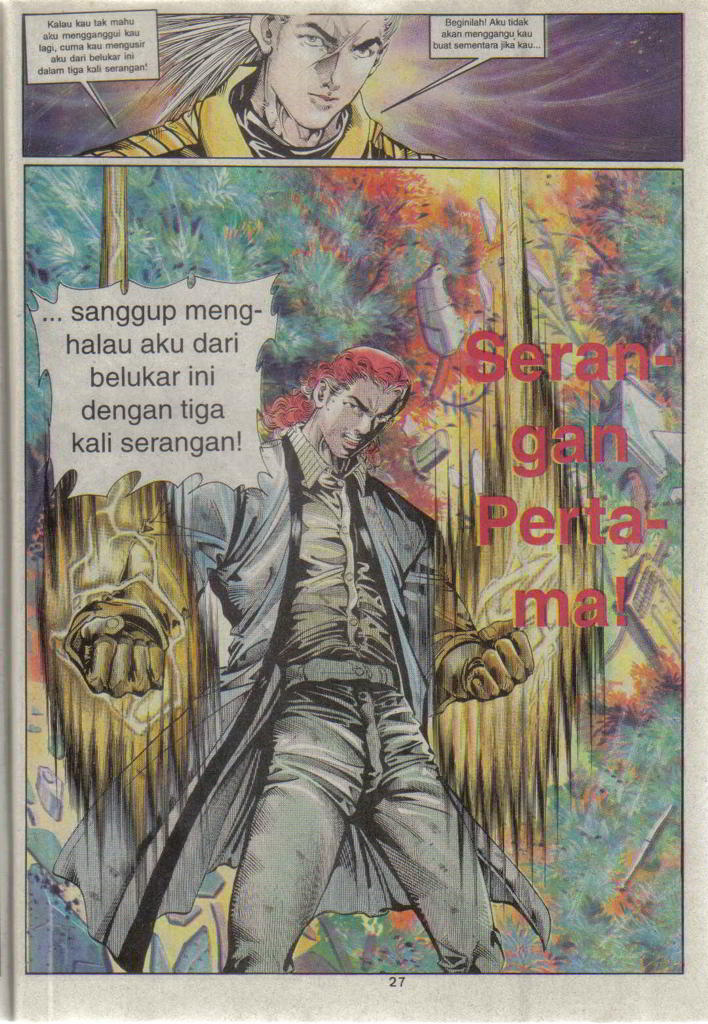 Kalau kau tak mahu
aku mengganggui kau
lagi, cuma kau mengusir
aku dari belukar ini
dalam tiga kali serangan!
Beginilah! Aku tidak
akan menggangu kau
buat sementara jika kau...
... sanggup meng-
halau aku dari
belukar ini
dengan tiga
kali serangan!
Seran-
gan
Perta-
ma!
27